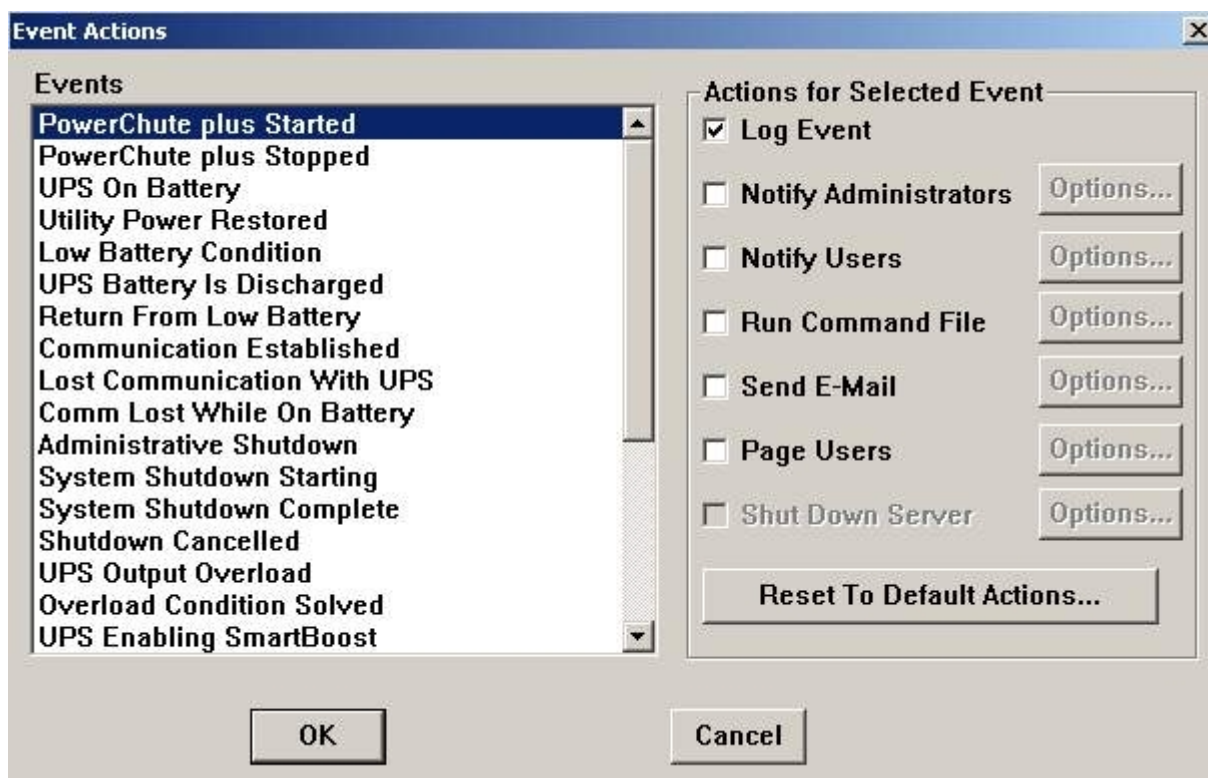 Event Actions
Events
PowerChute plus Started
PowerChute plus Stopped
UPS On Battery
Utility Power Restored
Low Battery Condition
UPS Battery Is Discharged
Return From Low Battery
Communication Established
Lost Communication With UPS
Comm Lost While On Battery
Administrative Shutdown
System Shutdown Starting
System Shutdown Complete
Shutdown Cancelled
UPS Output Overload
Overload Condition Solved
UPS Enabling SmartBoost
Actions for Selected Event
Log Event
Notify Administrators Options...
Notify Users Options...
Run Command File Options...
Send E-Mail Options...
Page Users Options...
Shut Down Server Options...
Reset To Default Actions...
OK Cancel